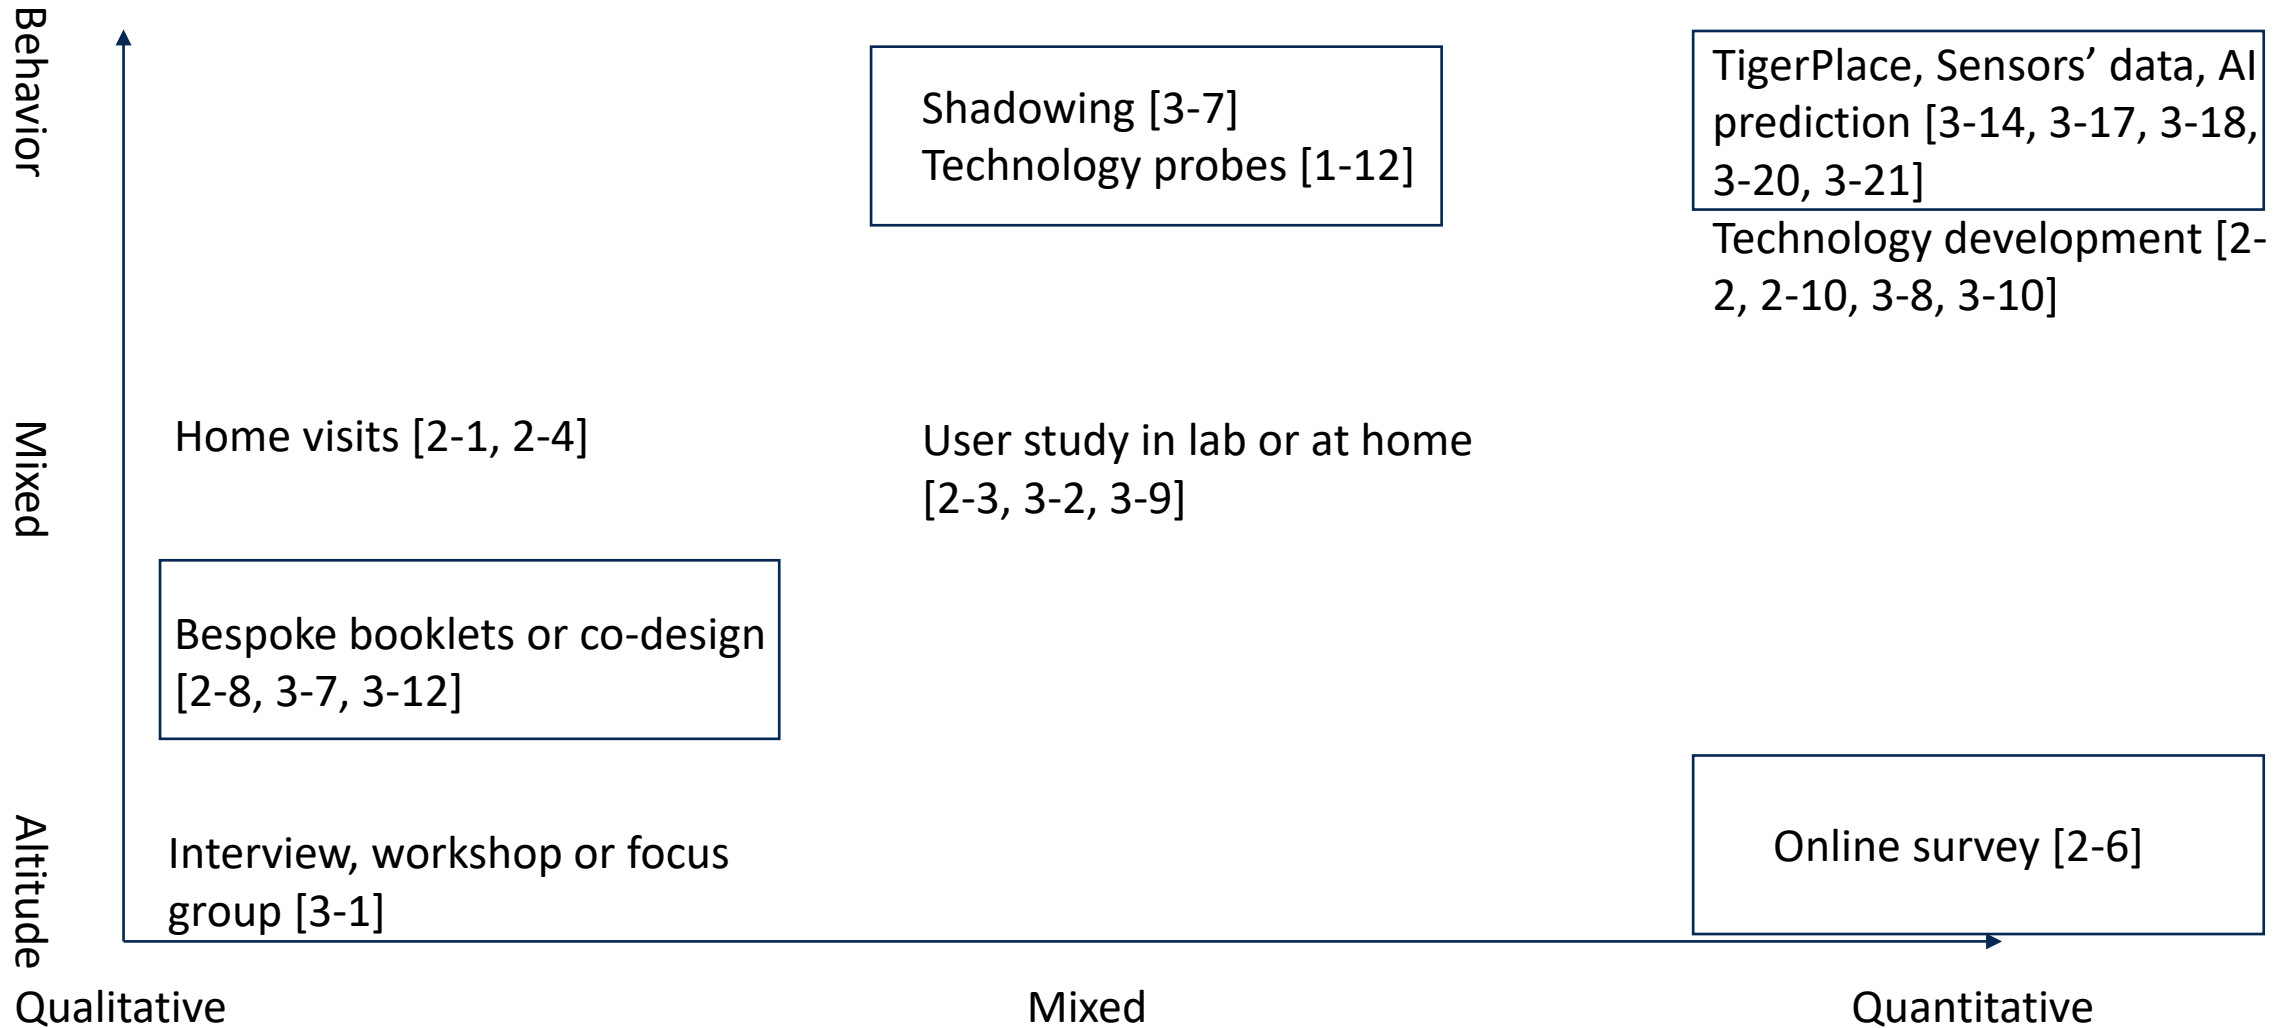 Behavior
Shadowing [3-7]
Technology probes [1-12]
TigerPlace, Sensors’ data, AI
prediction [3-14, 3-17, 3-18,
3-20, 3-21]
Technology development [2-
2, 2-10, 3-8, 3-10]
Mixed
Home visits [2-1, 2-4]
User study in lab or at home
[2-3, 3-2, 3-9]
Bespoke booklets or co-design
[2-8, 3-7, 3-12]
Altitude
Interview, workshop or focus
group [3-1]
Online survey [2-6]
Qualitative
Mixed
Quantitative